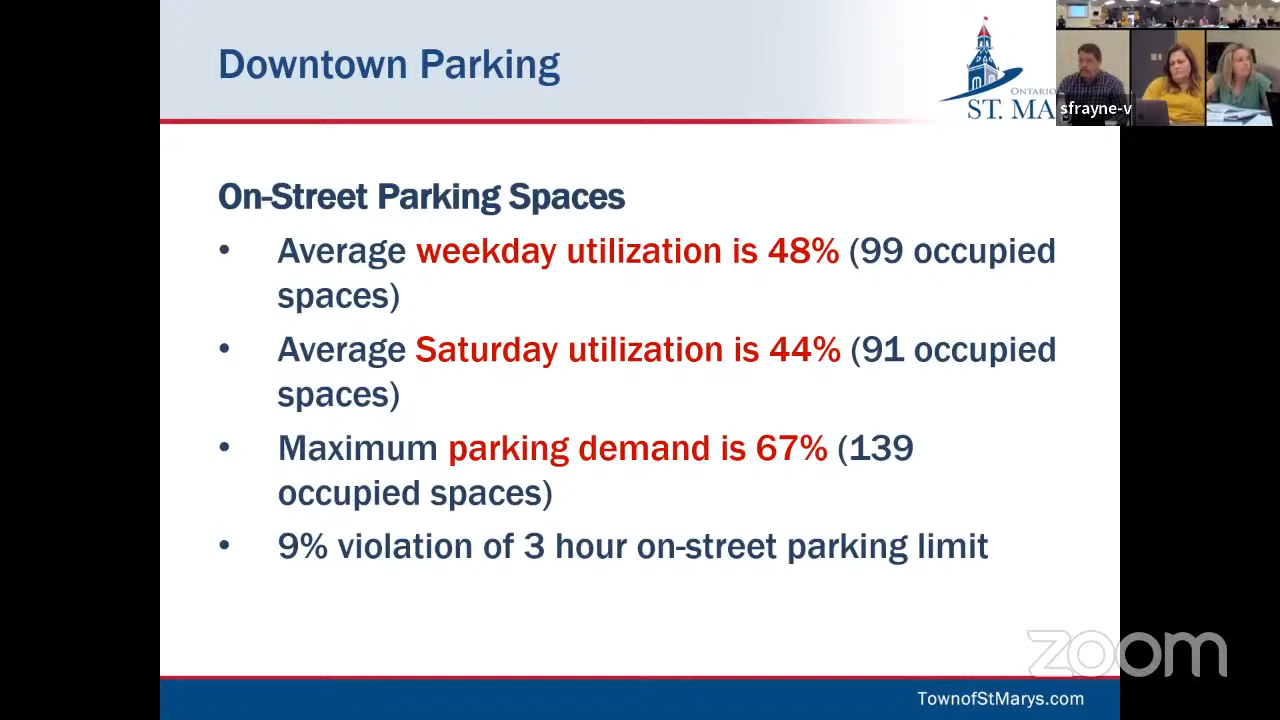 Downtown Parking
ONTARIO
ST. MA
sfrayne-v
On-Street Parking Spaces
• Average weekday utilization is 48% (99 occupied
spaces)
• Average Saturday utilization is 44% (91 occupied
spaces)
• Maximum parking demand is 67% (139
occupied spaces)
• 9% violation of 3 hour on-street parking limit
zoom
TownofStMarys.com